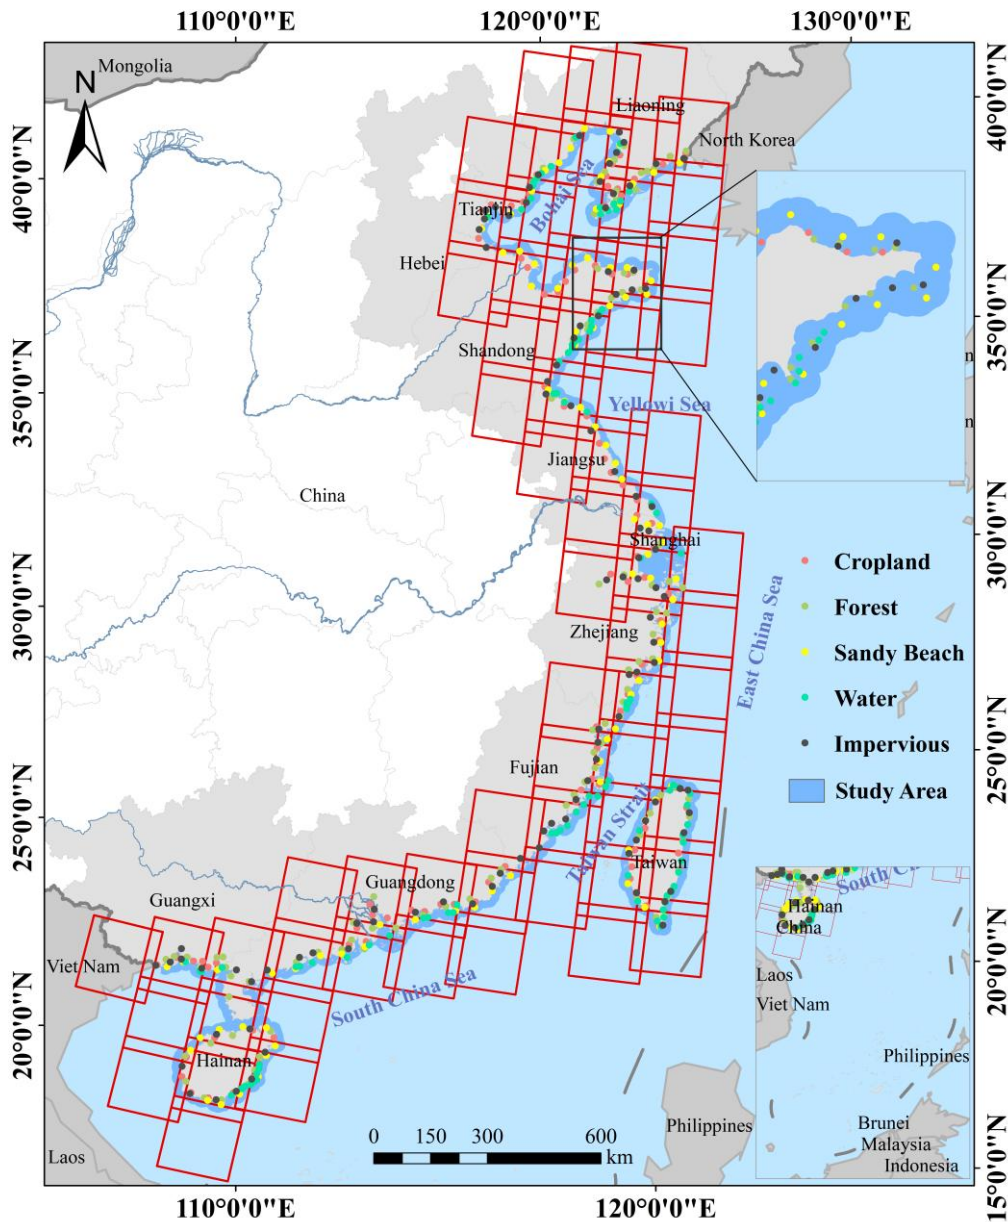 110°0'0"E
120°0'0"E
130°0'0"E
Mongolia
N
Liaoning
North Korea
40°0'0"N
40°0'0"N
Bohai Sea
Tianjin
Hebei
Shandong
35°0'0"N
35°0'0"N
Yellowi Sea
n
n
Jiangsu
China
Shanghai
30°0'0"N
30°0'0"N
Zhejiang
East China Sea
Cropland
Forest
Sandy Beach
Water
Impervious
Study Area
Fujian
25°0'0"N
25°0'0"N
Taiwan Strait
Taiwan
Guangdong
Guangxi
Viet Nam
South China Sea
20°0'0"N
20°0'0"N
Hainan
Laos
Philippines
0 150 300 600
km
South Ch
Hainan
China
Laos
Viet Nam
Philippines
Brunei
Malaysia
Indonesia
15°0'0"N
110°0'0"E
120°0'0"E